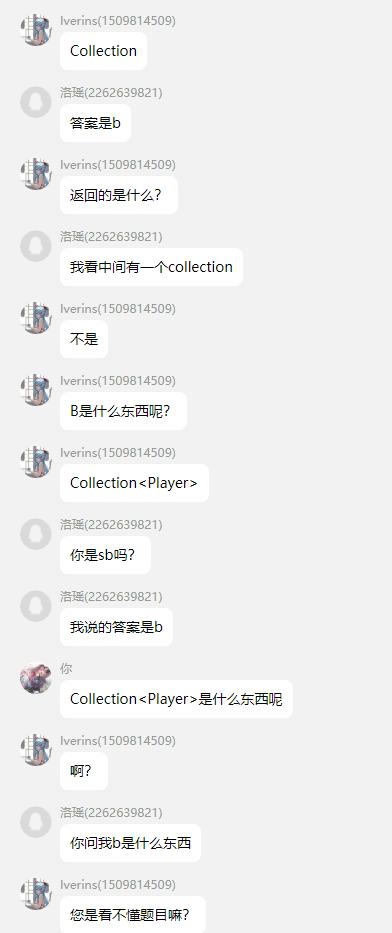 Iverins(1509814509)
Collection
洛瑶(2262639821)
答案是b
Iverins(1509814509)
返回的是什么？
洛瑶(2262639821)
我看中间有一个collection
Iverins(1509814509)
不是
Iverins(1509814509)
B是什么东西呢？
Iverins(1509814509)
Collection<Player>
洛瑶(2262639821)
你是sb吗？
洛瑶(2262639821)
我说的答案是b
你
Collection<Player>是什么东西呢
Iverins(1509814509)
啊？
洛瑶(2262639821)
你问我b是什么东西
Iverins(1509814509)
您是看不懂题目嘛？